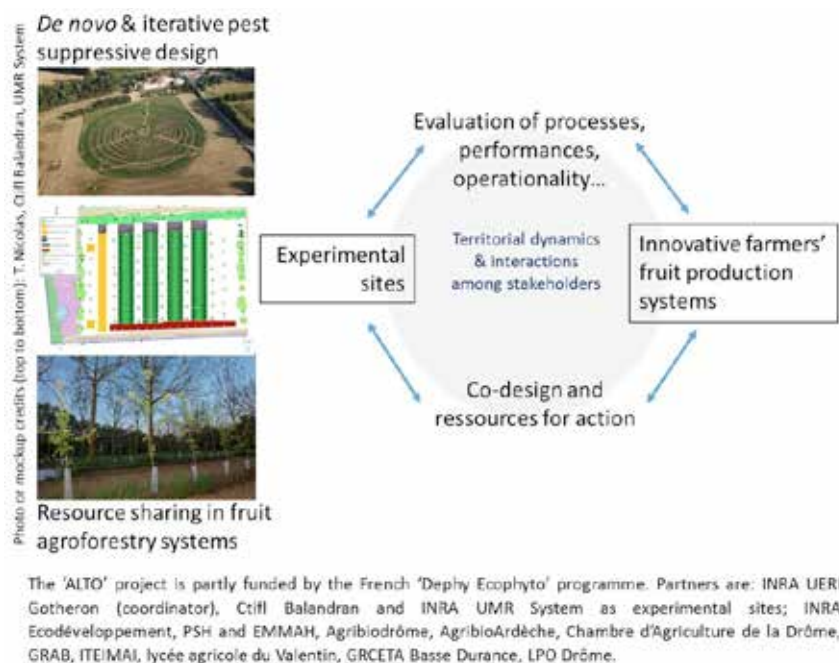 De novo & iterative pest
suppressive design
Photo or mockup credits (top to bottom): T. Nicolas, Ctifl Balandran, UMR System
Evaluation of processes,
performances,
operationality...
Experimental
sites
Territorial dynamics
& interactions
among stakeholders
Innovative farmers'
fruit production
systems
Co-design and
ressources for action
Resource sharing in fruit
agroforestry systems
The 'ALTO' project is partly funded by the French 'Dephy Ecophyto' programme. Partners are: INRA UERI
Gotheron (coordinator), Ctifl Balandran and INRA UMR System as experimental sites; INRA
Ecodéveloppement, PSH and EMMAH, Agribiodrôme, AgribioArdèche, Chambre d'Agriculture de la Drôme,
GRAB, ITEIMAI, lycée agricole du Valentin, GRCETA Basse Durance, LPO Drôme.